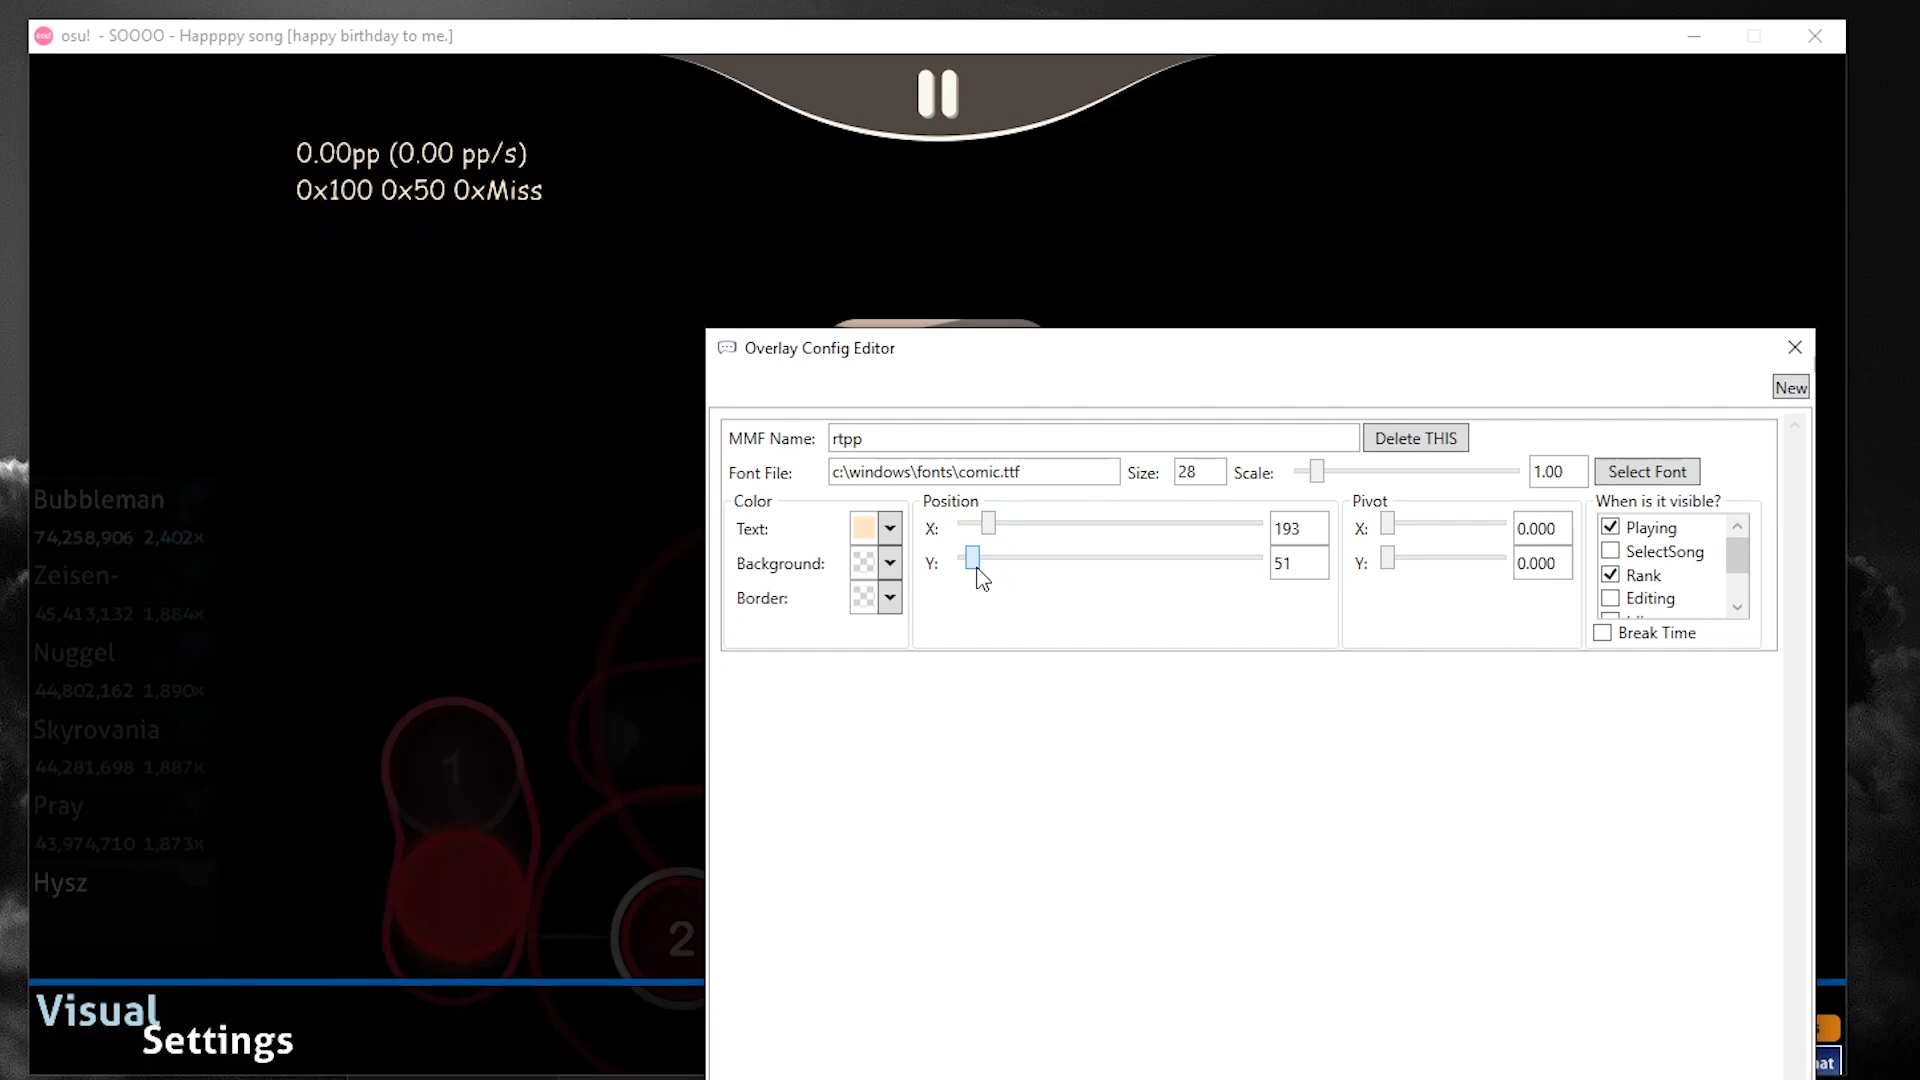 osu! - SOOOO - Happppy song [happy birthday to me.]
0.00pp (0.00 pp/s)
0x100 0x50 0xMiss
Overlay Config Editor
New
MMF Name: rtpp Delete THIS
Font File: c:\windows\fonts\comic.ttf Size: 28 Scale: 1.00 Select Font
Color Position Pivot When is it visible?
Text: X: 193 X: 0.000 Playing
SelectSong
Background: Y: 51 Y: 0.000 Rank
Border: Editing
Break Time
Bubbleman
74,258,906 2,402x
Zeisen-
45,413,132 1,884x
Nuggel
44,802,162 1,890x
Skyrovania
44,281,698 1,887x
Pray
43,974,710 1,873x
Hysz
1
2
Visual
Settings